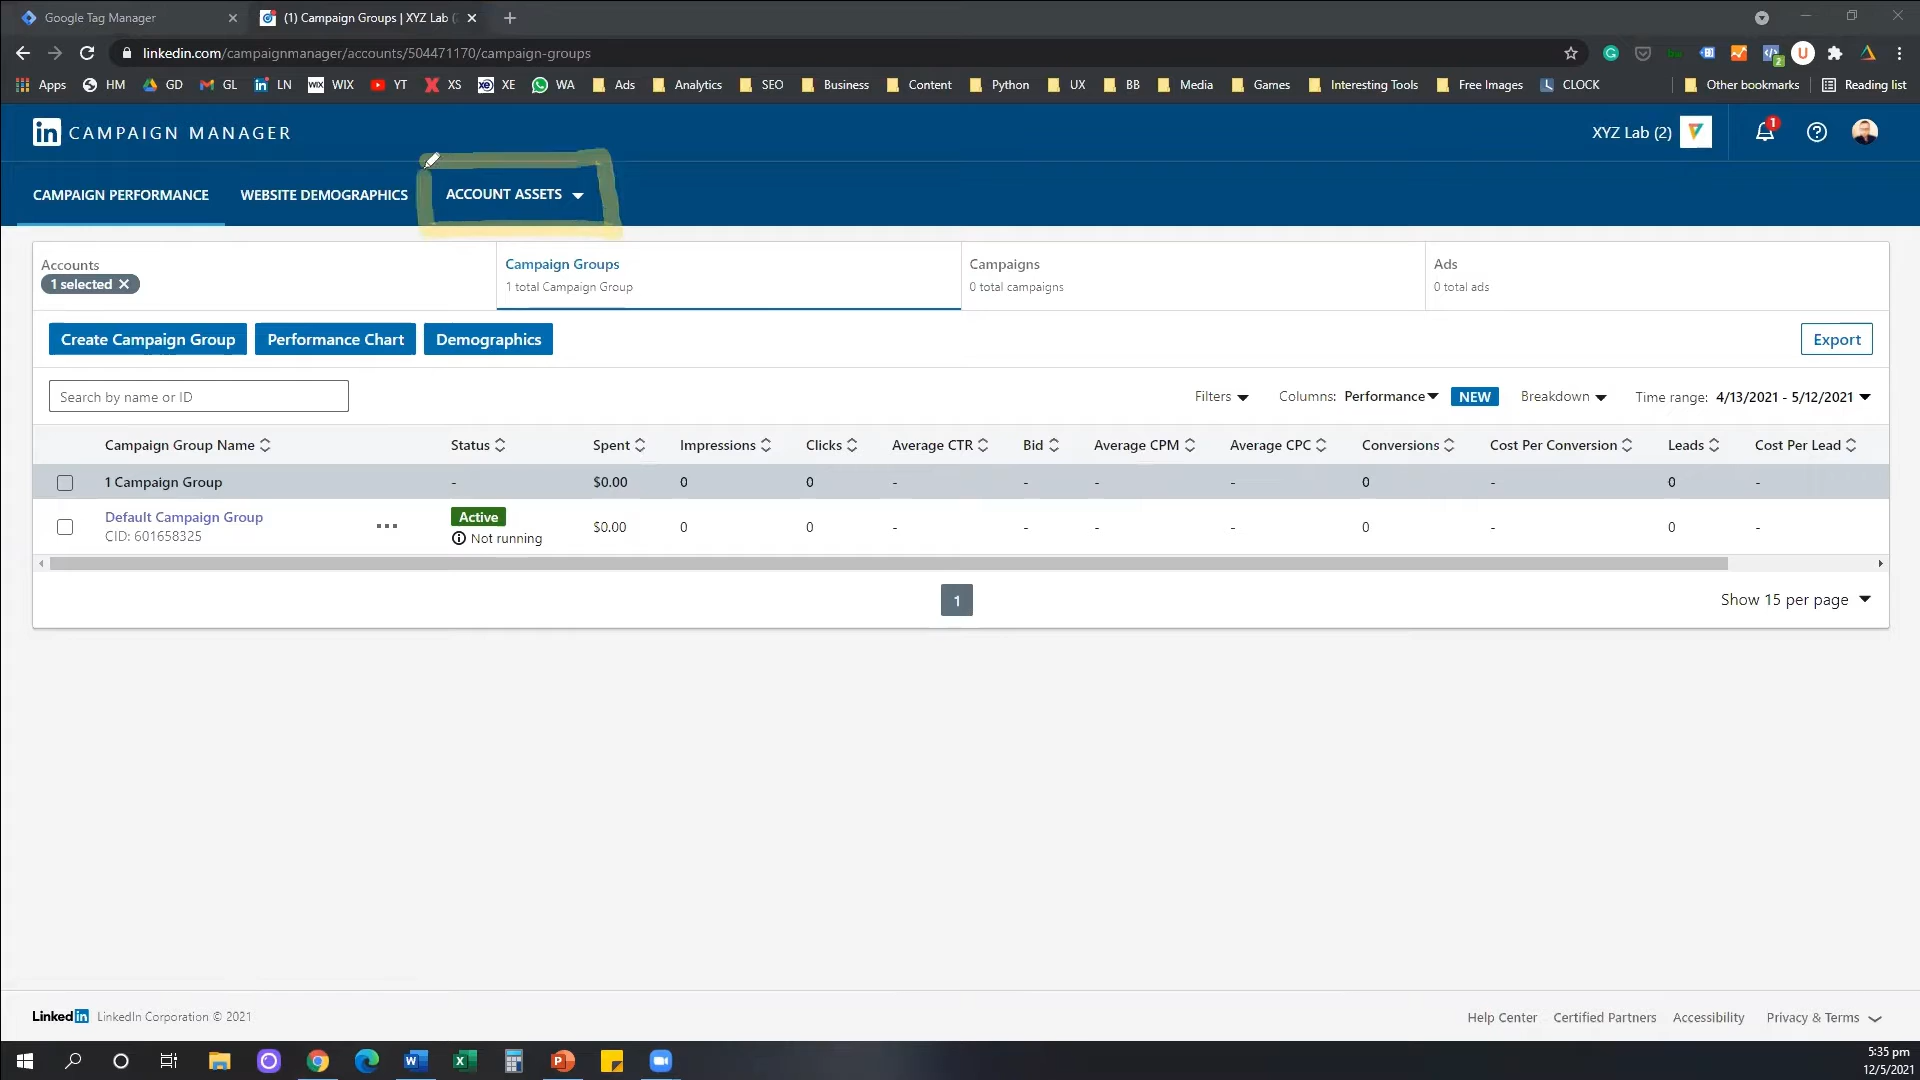 Google Tag Manager
(1) Campaign Groups | XYZ Lab (
linkedin.com/campaignmanager/accounts/504471170/campaign-groups
Apps HM GD GL LN WIX YT XS XE WA Ads Analytics SEO Business Content Python UX BB Media Games Interesting Tools Free Images CLOCK Other bookmarks Reading list
in CAMPAIGN MANAGER
XYZ Lab (2)
1
CAMPAIGN PERFORMANCE WEBSITE DEMOGRAPHICS ACCOUNT ASSETS
Accounts
1 selected
Campaign Groups
1 total Campaign Group
Campaigns
0 total campaigns
Ads
0 total ads
Create Campaign Group Performance Chart Demographics Export
Search by name or ID
Filters Columns: Performance NEW Breakdown Time range: 4/13/2021 - 5/12/2021
Campaign Group Name Status Spent Impressions Clicks Average CTR Bid Average CPM Average CPC Conversions Cost Per Conversion Leads Cost Per Lead
1 Campaign Group - $0.00 0 0 - - - - 0 - 0 -
Default Campaign Group
CID: 601658325
Active
Not running
$0.00 0 0 - - - - 0 - 0 -
1
Show 15 per page
Linked in LinkedIn Corporation © 2021
Help Center Certified Partners Accessibility Privacy & Terms
5:35 pm
12/5/2021